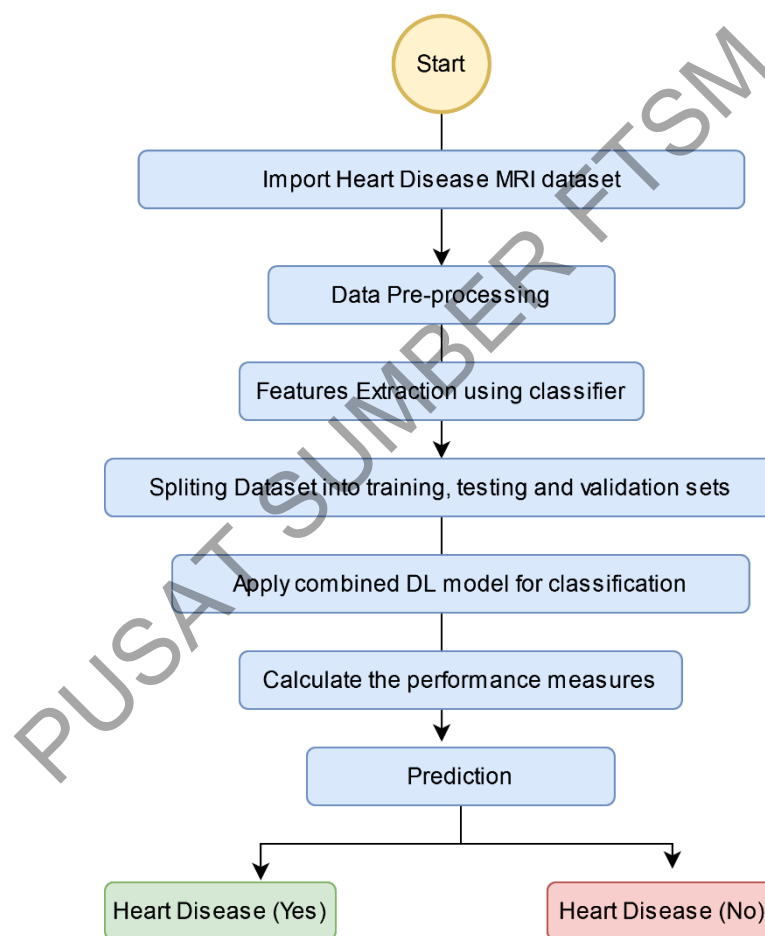 Start
Import Heart Disease MRI dataset
Data Pre-processing
Features Extraction using classifier
Spliting Dataset into training, testing and validation sets
Apply combined DL model for classification
Calculate the performance measures
Prediction
Heart Disease (Yes)
Heart Disease (No)
PUSAT SUMBER FTSM